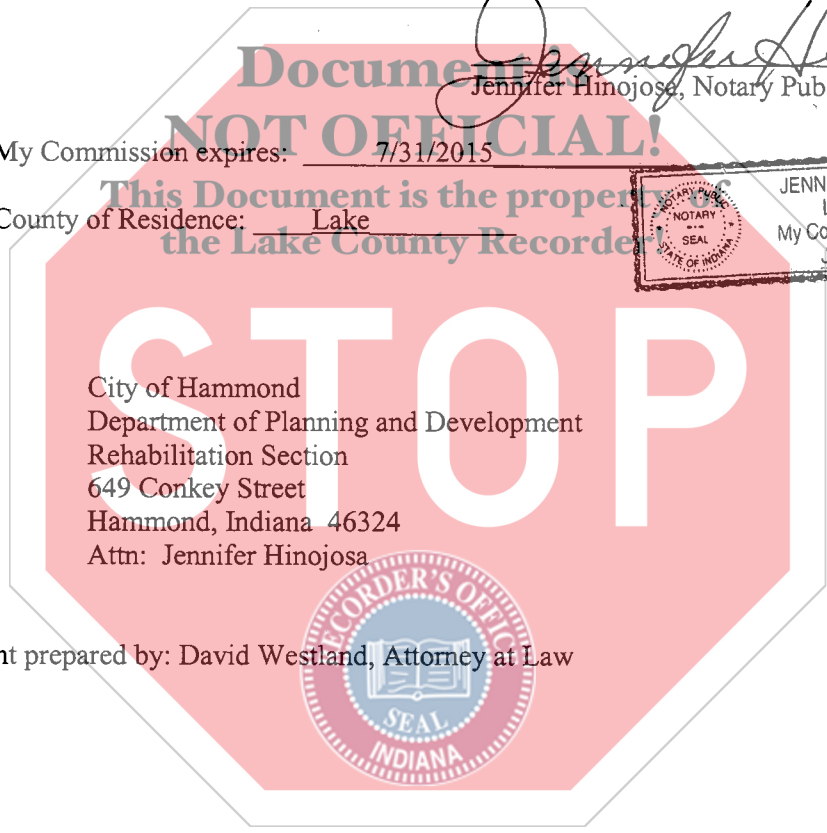 Document is
Jennifer Hinojose, Notary Pub
NOT OFFICIAL!
My Commission expires: 7/31/2015
This Document is the property of
County of Residence: Lake
the Lake County Recorder!
NOTARY PUBLIC
NOTARY
SEAL
STATE OF INDIANA
JENN
My Co
STOP
City of Hammond
Department of Planning and Development
Rehabilitation Section
649 Conkey Street
Hammond, Indiana 46324
Attn: Jennifer Hinojosa
RECORDER'S OFFICE
nt prepared by: David Westland, Attorney at Law
SEAL
INDIANA